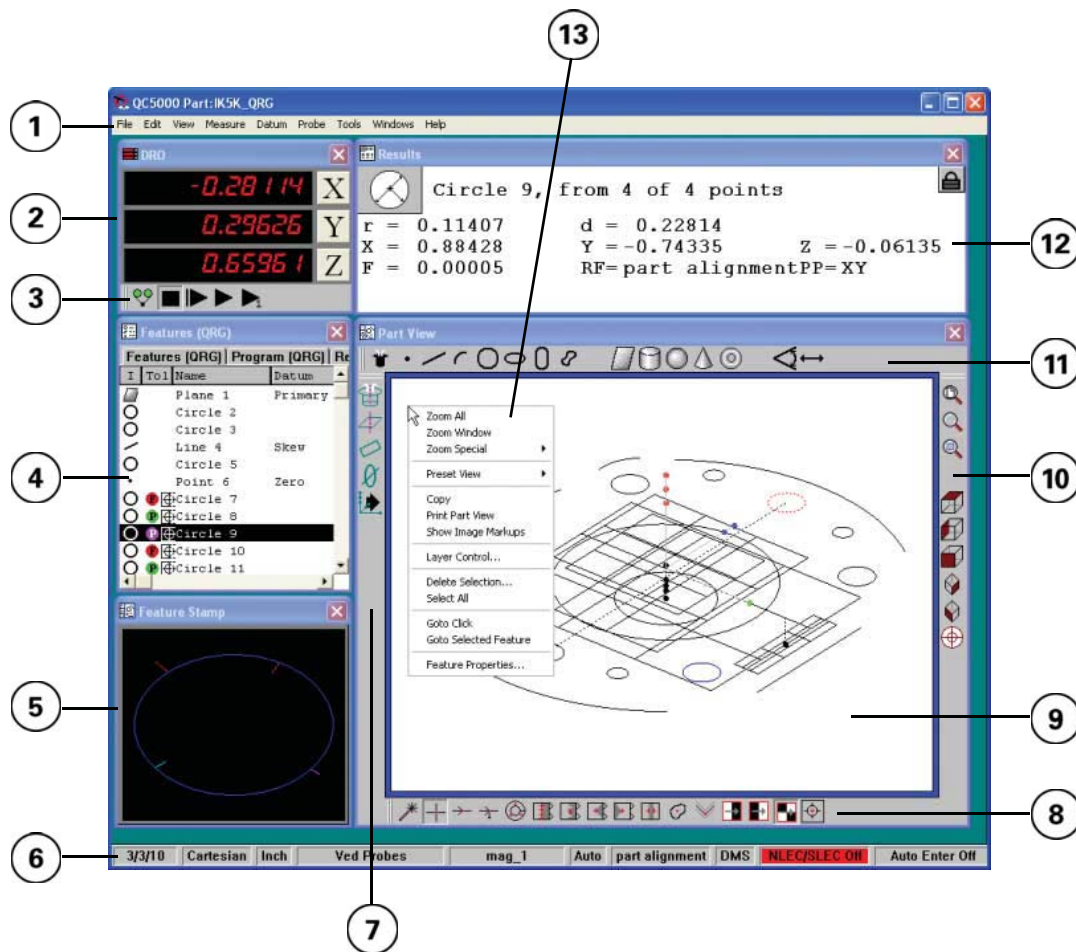 13
QC5000 Part:IK5K_QRG
1
File Edit View Measure Datum Probe Tools Windows Help
DRO
2
-0.28114 X
0.29626 Y
0.65961 Z
3
1
Results
Circle 9, from 4 of 4 points
r = 0.11407 d = 0.22814
X = 0.88428 Y =-0.74335 Z =-0.06135
F = 0.00005 RF=part alignmentPP=XY
12
Features (QRG)
Features (QRG) Program (QRG) Re
I Tol Name Datum
Plane 1 Primary
Circle 2
Circle 3
Line 4 Skew
Circle 5
Point 6 Zero
P Circle 7
P Circle 8
P Circle 9
P Circle 10
P Circle 11
4
Part View
11
Zoom All
Zoom Window
Zoom Special
Preset View
Copy
Print Part View
Show Image Markups
Layer Control...
Delete Selection...
Select All
Goto Click
Goto Selected Feature
Feature Properties...
10
Feature Stamp
5
9
8
6
3/3/10 Cartesian Inch Ved Probes mag_1 Auto part alignment DMS NLEC/SLEC Off Auto Enter Off
7